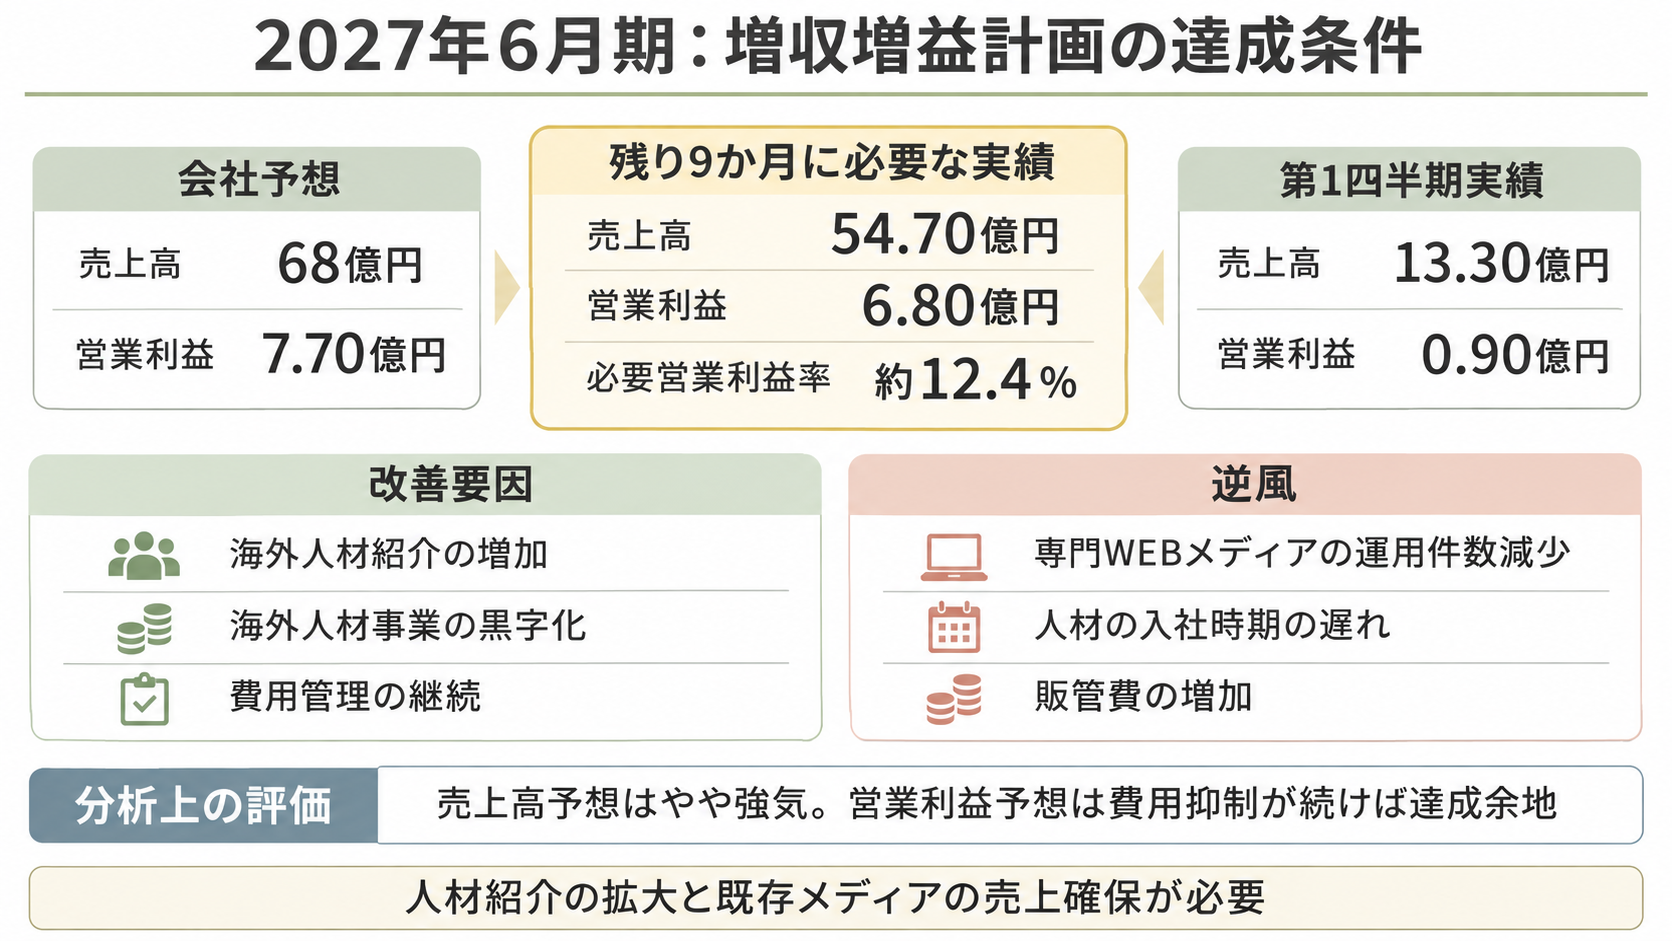 2027年6月期：増収増益計画の達成条件
会社予想
売上高 68億円
営業利益 7.70億円
残り9か月に必要な実績
売上高 54.70億円
営業利益 6.80億円
必要営業利益率 約12.4％
第1四半期実績
売上高 13.30億円
営業利益 0.90億円
改善要因
海外人材紹介の増加
海外人材事業の黒字化
費用管理の継続
逆風
専門WEBメディアの運用件数減少
人材の入社時期の遅れ
販管費の増加
分析上の評価
売上高予想はやや強気。営業利益予想は費用抑制が続けば達成余地
人材紹介の拡大と既存メディアの売上確保が必要